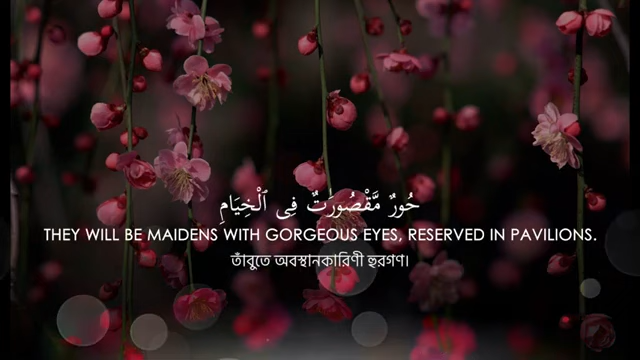 حُورٌ مَّقْصُورَٰتٌ فِى ٱلْخِيَامِ
THEY WILL BE MAIDENS WITH GORGEOUS EYES, RESERVED IN PAVILIONS.
তাঁবুতে অবস্থানকারিণী হুরগণ।